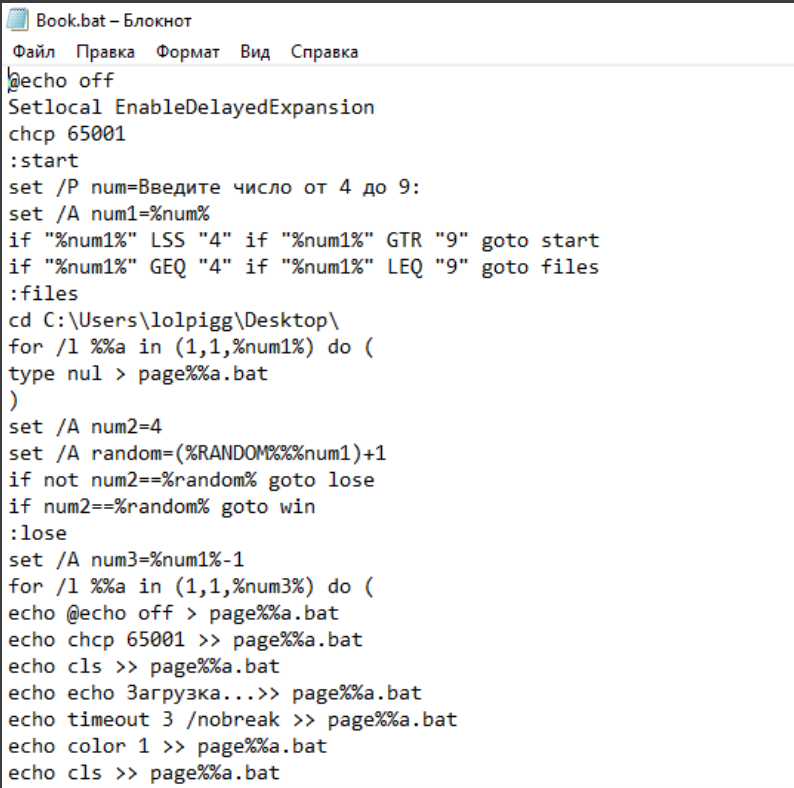 Book.bat – Блокнот
Файл Правка Формат Вид Справка
@echo off
Setlocal EnableDelayedExpansion
chcp 65001
:start
set /P num=Введите число от 4 до 9:
set /A num1=%num%
if "%num1%" LSS "4" if "%num1%" GTR "9" goto start
if "%num1%" GEQ "4" if "%num1%" LEQ "9" goto files
:files
cd C:\Users\lolpigg\Desktop\
for /l %%a in (1,1,%num1%) do (
type nul > page%%a.bat
)
set /A num2=4
set /A random=(%RANDOM%%%num1)+1
if not num2==%random% goto lose
if num2==%random% goto win
:lose
set /A num3=%num1%-1
for /l %%a in (1,1,%num3%) do (
echo @echo off > page%%a.bat
echo chcp 65001 >> page%%a.bat
echo cls >> page%%a.bat
echo echo Загрузка...>> page%%a.bat
echo timeout 3 /nobreak >> page%%a.bat
echo color 1 >> page%%a.bat
echo cls >> page%%a.bat